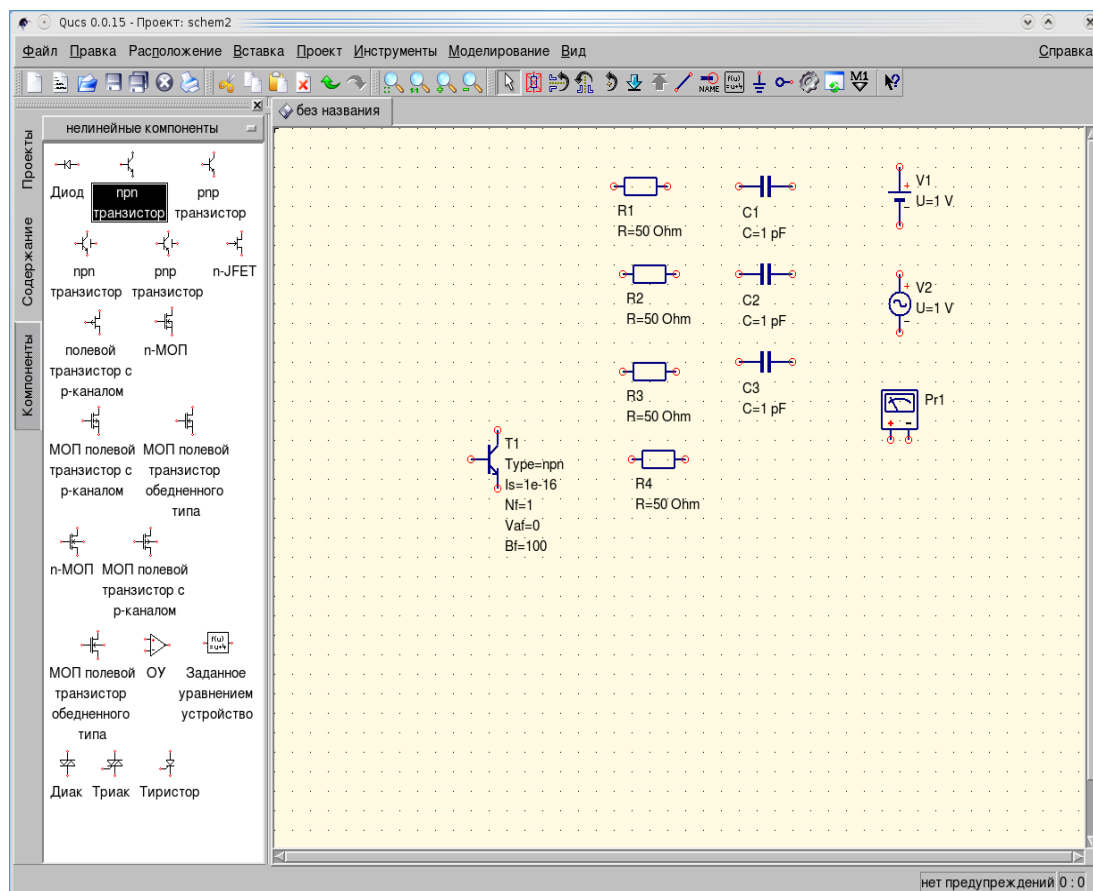 Qucs 0.0.15 - Проект: schem2
Файл Правка Расположение Вставка Проект Инструменты Моделирование Вид Справка
NAME f(u) =u+4 M1
Проекты
Содержание
Компоненты
нелинейные компоненты
без названия
Диод
npn транзистор
pnp транзистор
npn транзистор
pnp транзистор
n-JFET
полевой
транзистор с
р-каналом
n-МОП
МОП полевой
транзистор с
р-каналом
МОП полевой
транзистор
обедненного
типа
n-МОП
МОП полевой
транзистор с
р-каналом
МОП полевой
транзистор
обедненного
типа
ОУ
f(u)
=u+4
Заданное
уравнением
устройство
Диак
Триак
Тиристор
R1
R=50 Ohm
R2
R=50 Ohm
R3
R=50 Ohm
R4
R=50 Ohm
C1
C=1 pF
C2
C=1 pF
C3
C=1 pF
V1
U=1 V
V2
U=1 V
Pr1
T1
Type=npn
Is=1e-16
Nf=1
Vaf=0
Bf=100
нет предупреждений 0 : 0